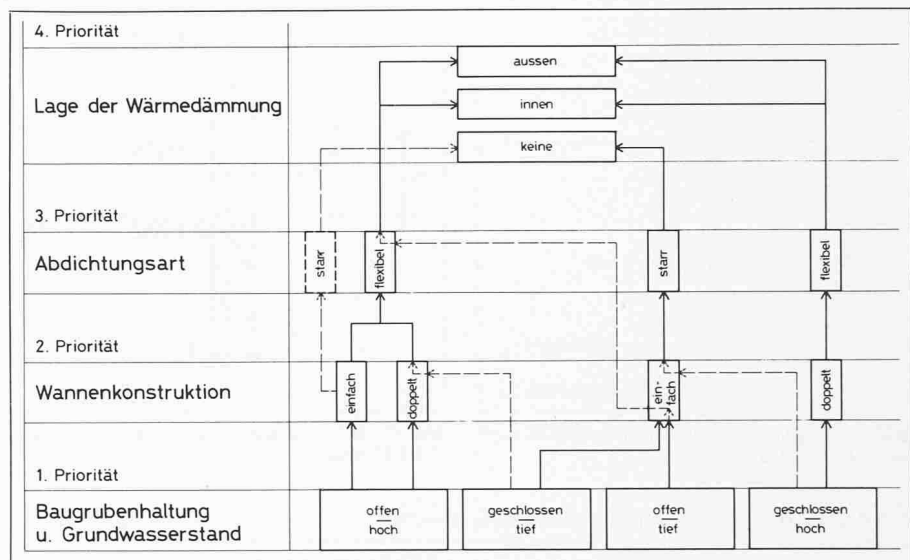 4. Priorität
aussen
Lage der Wärmedämmung
innen
keine
3. Priorität
Abdichtungsart
starr
flexibel
starr
flexibel
2. Priorität
Wannenkonstruktion
einfach
doppelt
ein-
fach
doppelt
1. Priorität
Baugrubenhaltung
u. Grundwasserstand
offen
hoch
geschlossen
tief
offen
tief
geschlossen
hoch